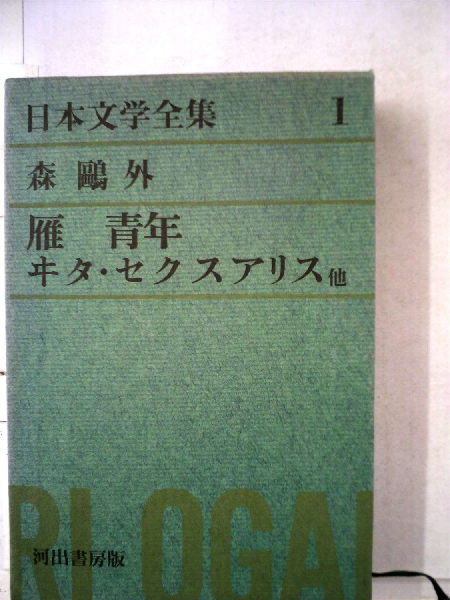 日本文学全集 1
森鷗外
雁 青年
ヰタ・セクスアリス他
RI OGAI
河出書房版